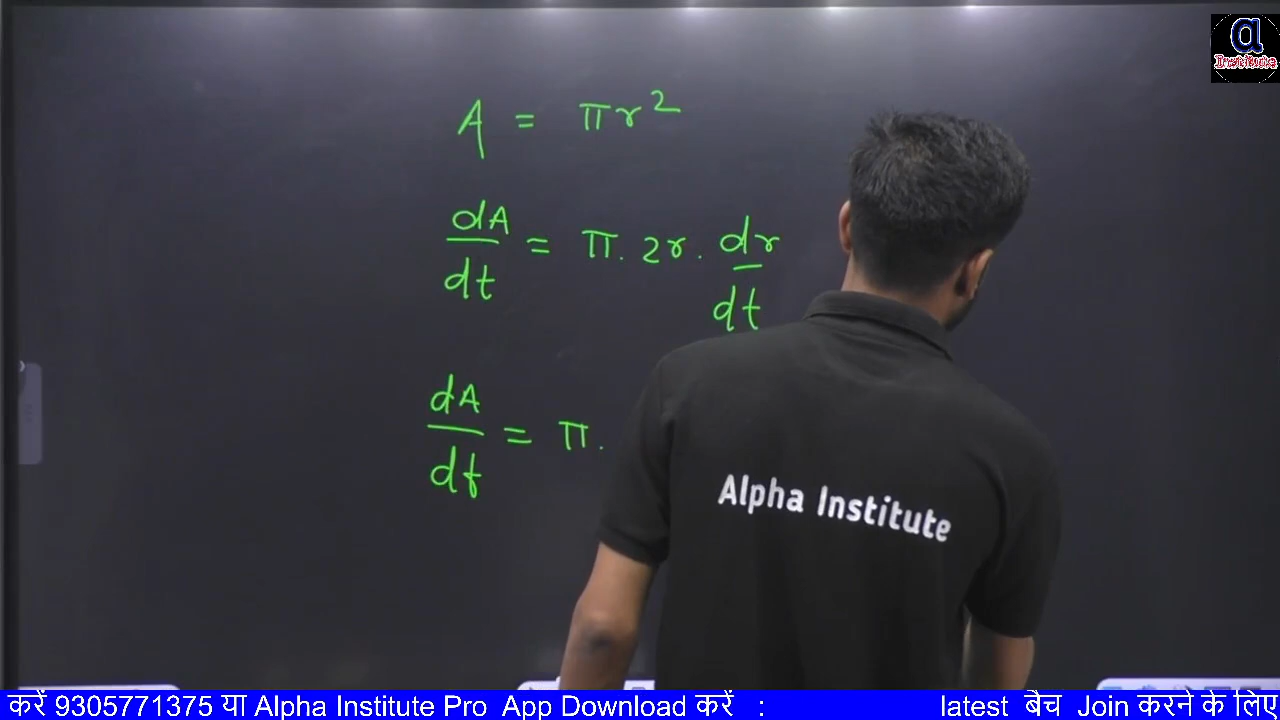 α
Institute
A = πr²
dA/dt = π. 2r. dr/dt
dA/dt = π.
Alpha Institute
करें 9305771375 या Alpha Institute Pro App Download करें : latest बैच Join करने के लिए